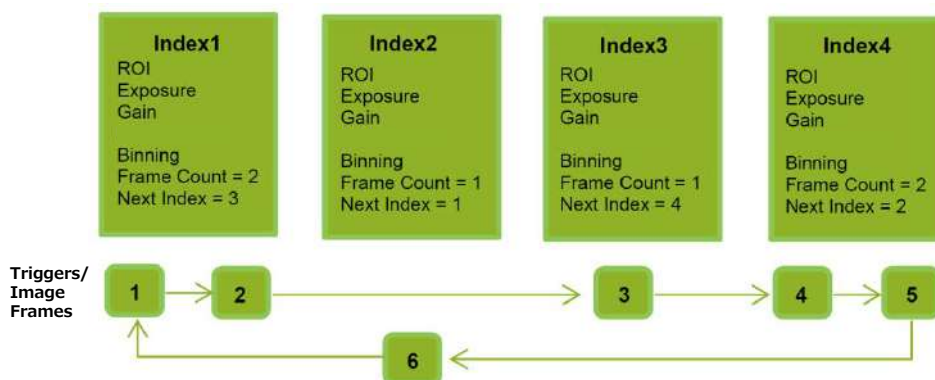 Index1
ROI
Exposure
Gain
Binning
Frame Count = 2
Next Index = 3
Index2
ROI
Exposure
Gain
Binning
Frame Count = 1
Next Index = 1
Index3
ROI
Exposure
Gain
Binning
Frame Count = 1
Next Index = 4
Index4
ROI
Exposure
Gain
Binning
Frame Count = 2
Next Index = 2
Triggers/
Image
Frames
1
2
3
4
5
6